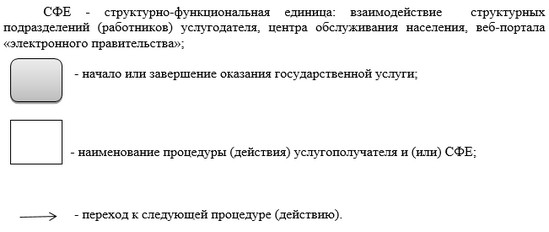 СФЕ - структурно-функциональная единица: взаимодействие структурных
подразделений (работников) услугодателя, центра обслуживания населения, веб-портала
«электронного правительства»;
- начало или завершение оказания государственной услуги;
- наименование процедуры (действия) услугополучателя и (или) СФЕ;
- переход к следующей процедуре (действию).